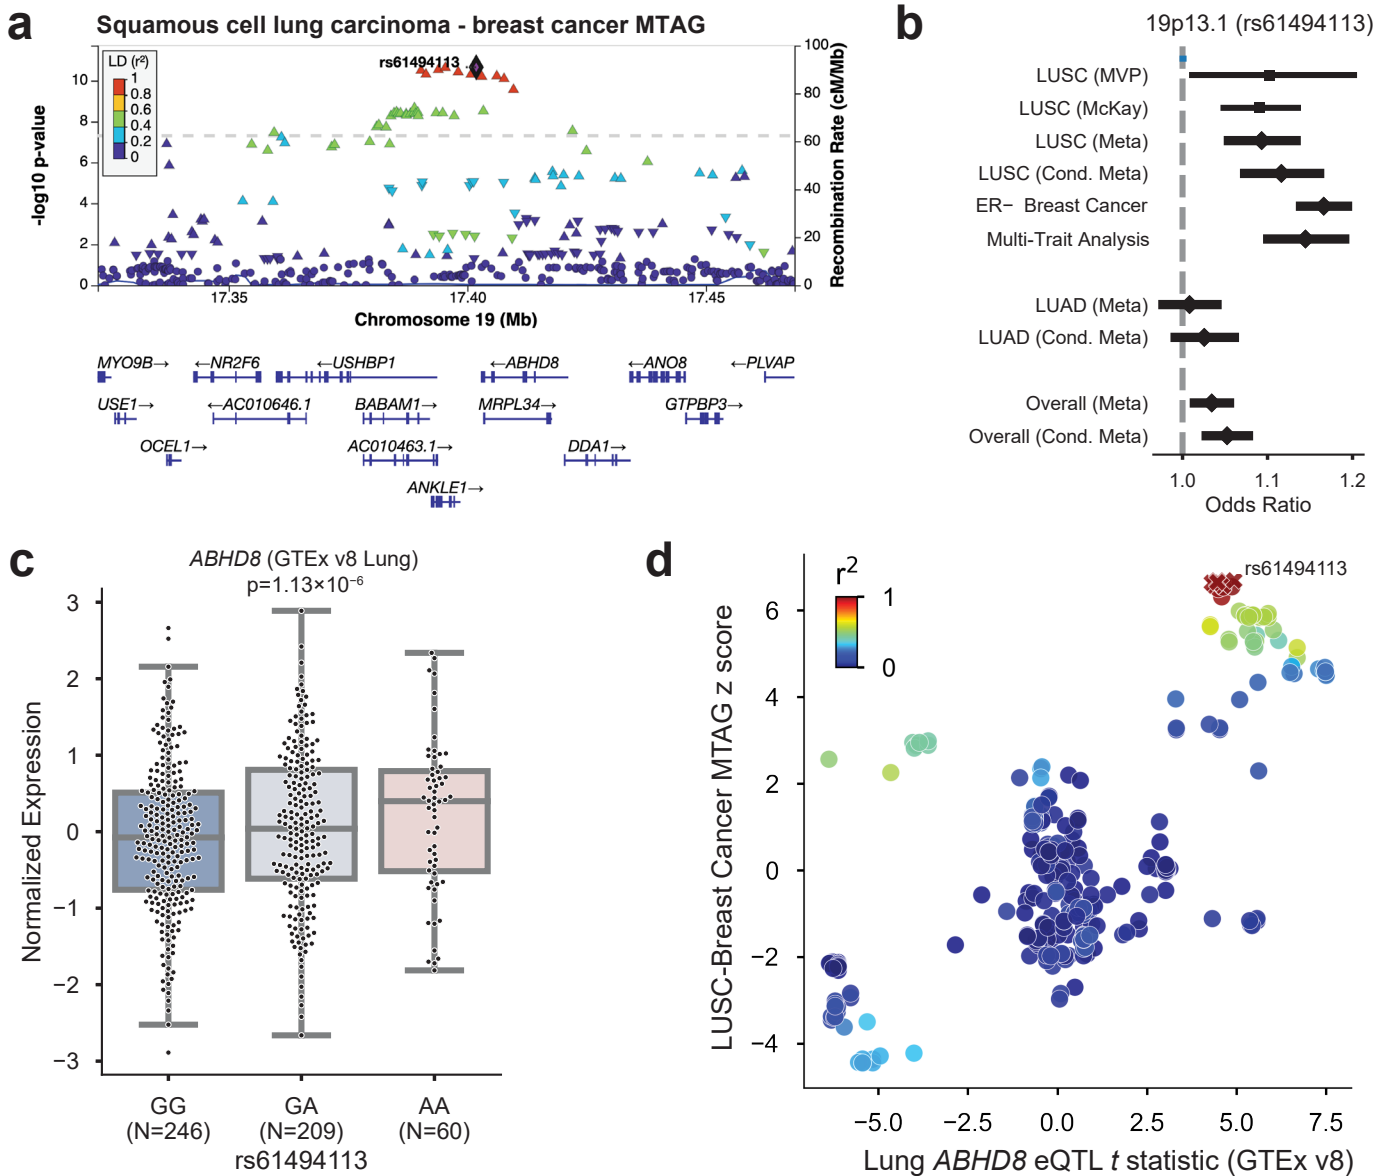 a
Squamous cell lung carcinoma - breast cancer MTAG
LD (r²)
1
0.8
0.6
0.4
0.2
0
rs61494113
-log10 p-value
10
8
6
4
2
0
Recombination Rate (cM/Mb)
100
80
60
40
20
0
17.35 17.40 17.45
Chromosome 19 (Mb)
MYO9B→ ←NR2F6 ←USHBP1 ←ABHD8 ←ANO8 ←PLVAP
USE1→ ←AC010646.1 BABAM1→ MRPL34→ GTPBP3→
OCEL1→ AC010463.1→ DDA1→
ANKLE1→
b
19p13.1 (rs61494113)
LUSC (MVP)
LUSC (McKay)
LUSC (Meta)
LUSC (Cond. Meta)
ER− Breast Cancer
Multi-Trait Analysis
LUAD (Meta)
LUAD (Cond. Meta)
Overall (Meta)
Overall (Cond. Meta)
1.0 1.1 1.2
Odds Ratio
c
ABHD8 (GTEx v8 Lung)
p=1.13×10⁻⁶
Normalized Expression
3
2
1
0
−1
−2
−3
GG GA AA
(N=246) (N=209) (N=60)
rs61494113
d
r²
1
0
rs61494113
LUSC-Breast Cancer MTAG z score
6
4
2
0
−2
−4
−5.0 −2.5 0.0 2.5 5.0 7.5
Lung ABHD8 eQTL t statistic (GTEx v8)